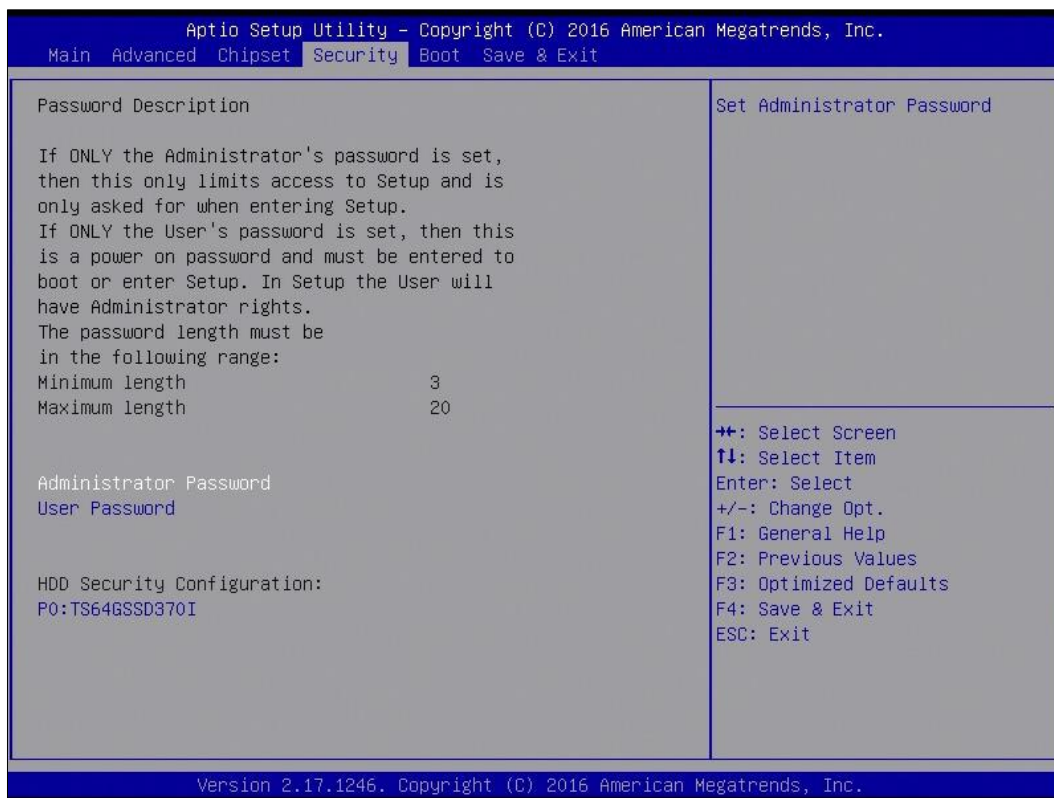 Aptio Setup Utility – Copyright (C) 2016 American Megatrends, Inc.
Main Advanced Chipset Security Boot Save & Exit
Password Description
If ONLY the Administrator's password is set,
then this only limits access to Setup and is
only asked for when entering Setup.
If ONLY the User's password is set, then this
is a power on password and must be entered to
boot or enter Setup. In Setup the User will
have Administrator rights.
The password length must be
in the following range:
Minimum length 3
Maximum length 20
Administrator Password
User Password
HDD Security Configuration:
P0:TS64GSSD370I
Set Administrator Password
→←: Select Screen
↑↓: Select Item
Enter: Select
+/-: Change Opt.
F1: General Help
F2: Previous Values
F3: Optimized Defaults
F4: Save & Exit
ESC: Exit
Version 2.17.1246. Copyright (C) 2016 American Megatrends, Inc.